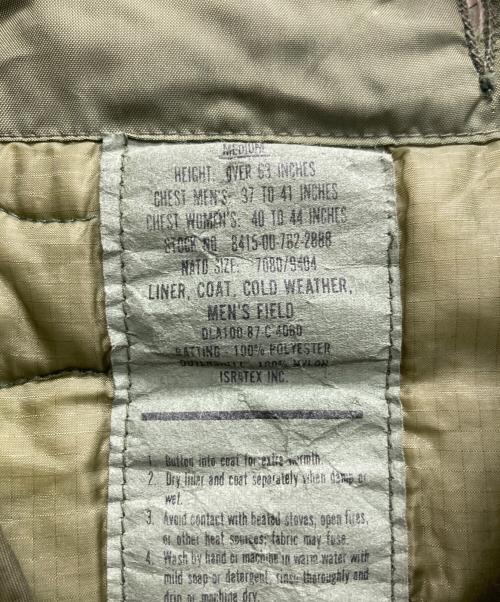 MEDIUM
HEIGHT: OVER 63 INCHES
CHEST MEN'S: 37 TO 41 INCHES
CHEST WOMEN'S: 40 TO 44 INCHES
STOCK NO. 8415-00-782-2888
NATO SIZE: 7080/9404
LINER, COAT, COLD WEATHER,
MEN'S FIELD
DLA100-87-C-4060
BATTING - 100% POLYESTER
OUTERSHELL - 100% NYLON
ISRATEX INC.
1. Button into coat for extra warmth.
2. Dry liner and coat separately when damp or
wet.
3. Avoid contact with heated stoves, open fires,
or other heat sources; fabric may fuse.
4. Wash by hand or machine in warm water with
mild soap or detergent, rinse thoroughly and
drip or machine dry.